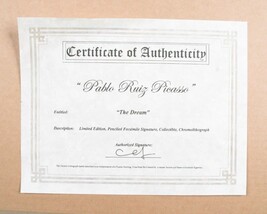 Certificate of Authenticity
" Pablo Ruiz Picasso "
Entitled: "The Dream"
Description: Limited Edition, Penciled Facsimile Signature, Collectible, Chromolithograph
Authorized Signature: